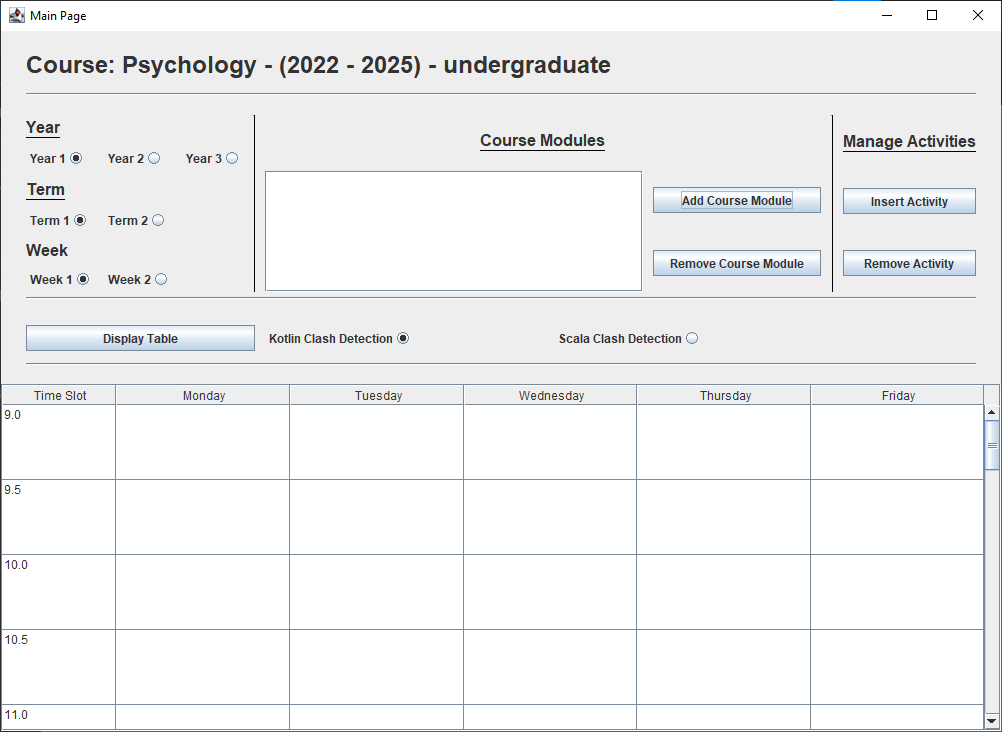 Main Page
Course: Psychology - (2022 - 2025) - undergraduate
Year
Year 1 Year 2 Year 3
Term
Term 1 Term 2
Week
Week 1 Week 2
Course Modules
Add Course Module
Remove Course Module
Manage Activities
Insert Activity
Remove Activity
Display Table Kotlin Clash Detection Scala Clash Detection
Time Slot Monday Tuesday Wednesday Thursday Friday
9.0
9.5
10.0
10.5
11.0